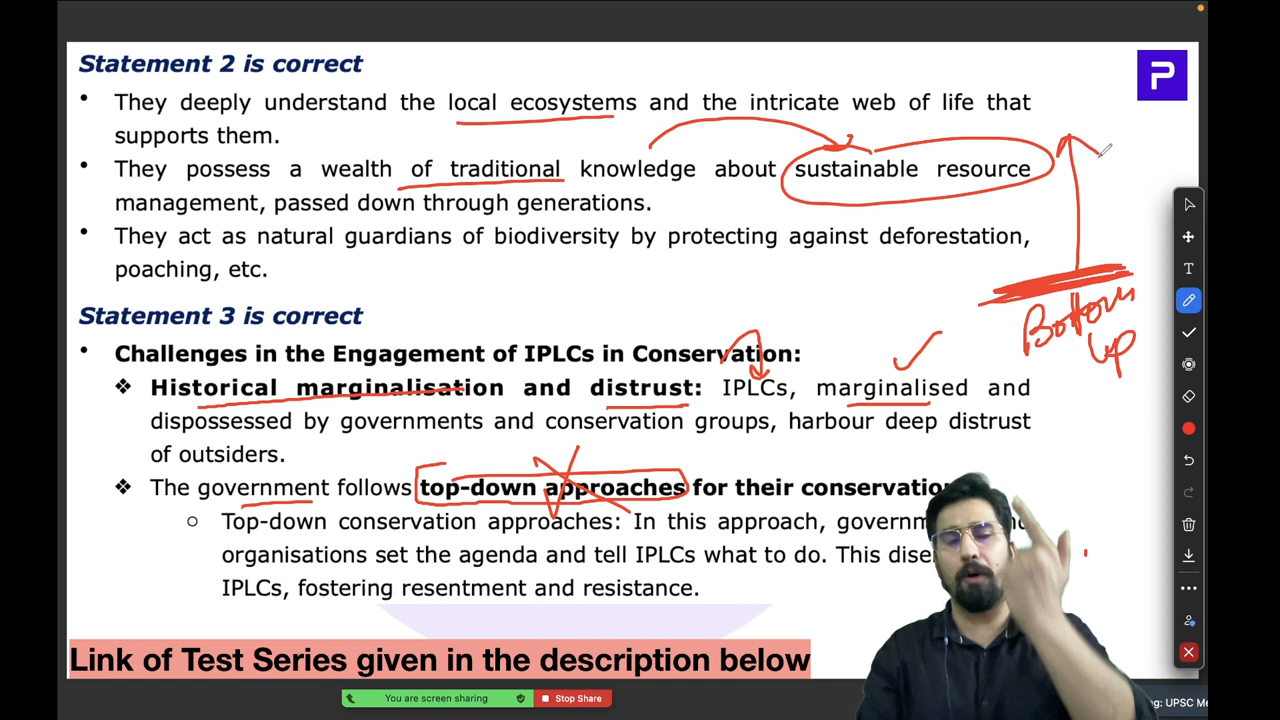 Statement 2 is correct
P
• They deeply understand the local ecosystems and the intricate web of life that
supports them.
• They possess a wealth of traditional knowledge about sustainable resource
management, passed down through generations.
• They act as natural guardians of biodiversity by protecting against deforestation,
poaching, etc.
Bottom
up
Statement 3 is correct
• Challenges in the Engagement of IPLCs in Conservation:
❖ Historical marginalisation and distrust: IPLCs, marginalised and
dispossessed by governments and conservation groups, harbour deep distrust
of outsiders.
❖ The government follows top-down approaches for their
○ Top-down conservation approaches: In this approach,
organisations set the agenda and tell IPLCs what to do. This
IPLCs, fostering resentment and resistance.
Link of Test Series given in the description below
You are screen sharing
Stop Share
T
UPSC